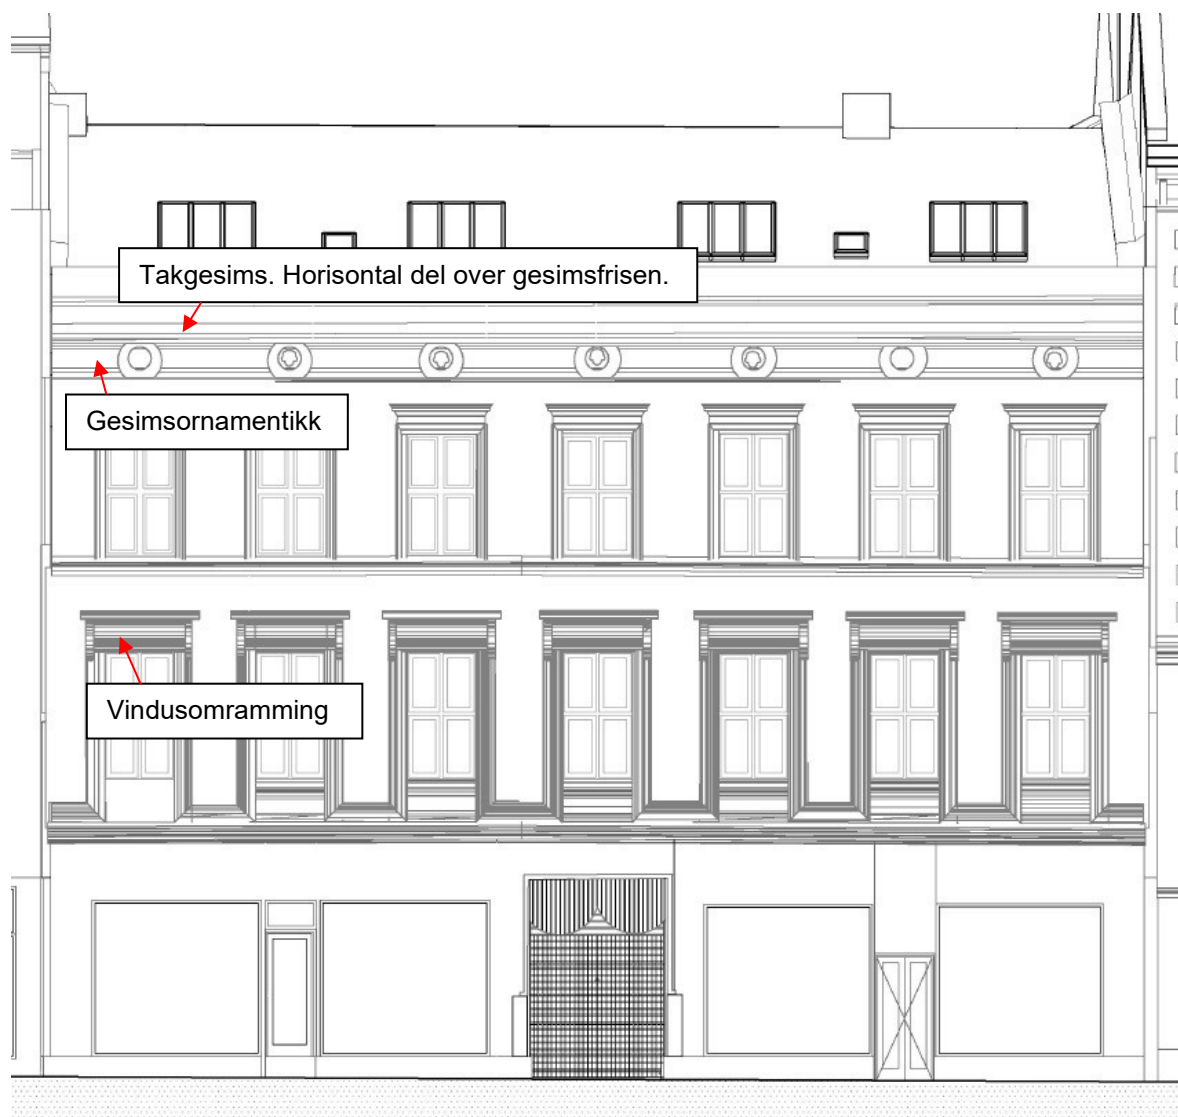 Takgesims. Horisontal del over gesimsfrisen.
Gesimsornamentikk
Vindusomramming